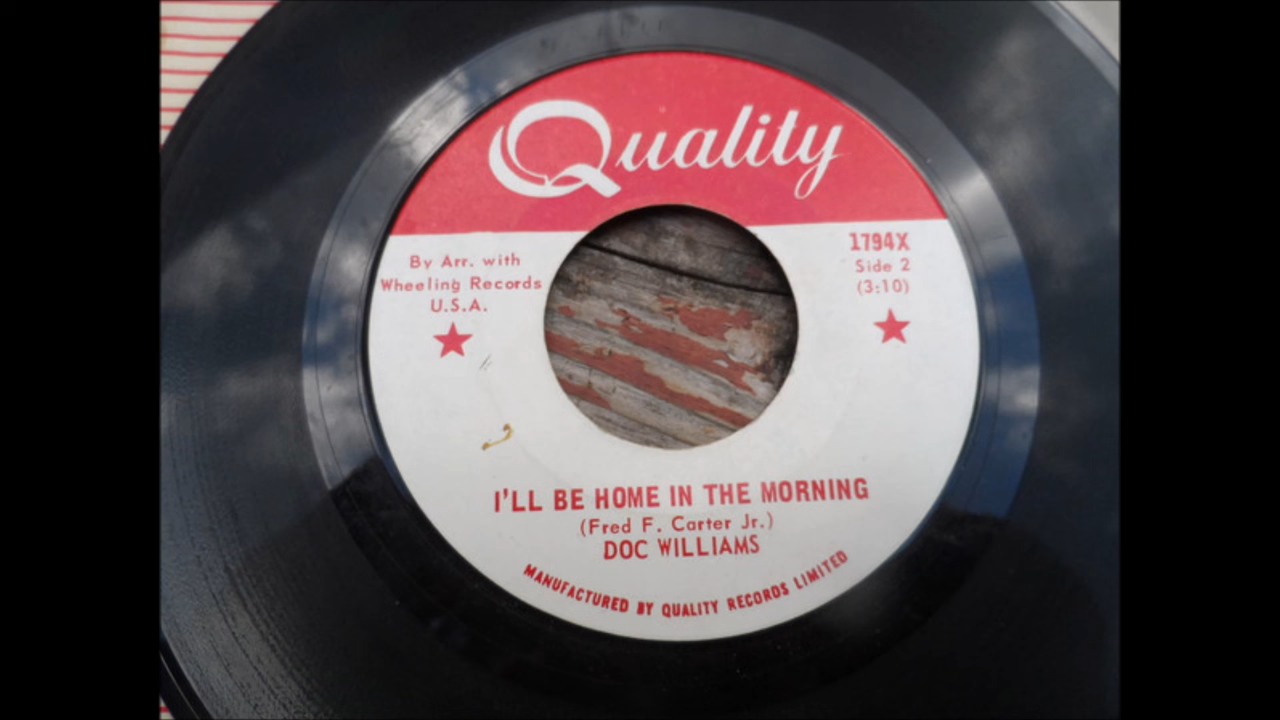 Quality
By Arr. with
Wheeling Records
U.S.A.
1794X
Side 2
(3:10)
I'LL BE HOME IN THE MORNING
(Fred F. Carter Jr.)
DOC WILLIAMS
MANUFACTURED BY QUALITY RECORDS LIMITED